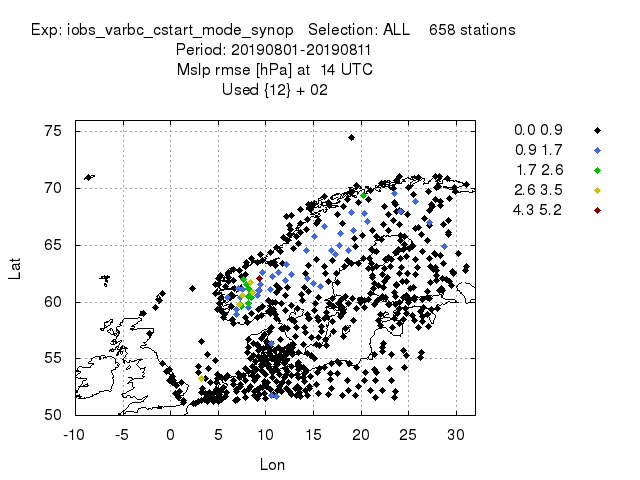 Exp: iobs_varbc_cstart_mode_synop Selection: ALL 658 stations
Period: 20190801-20190811
Mslp rmse [hPa] at 14 UTC
Used {12} + 02
0.0 0.9
0.9 1.7
1.7 2.6
2.6 3.5
4.3 5.2
75
70
65
60
55
50
Lat
-10 -5 0 5 10 15 20 25 30
Lon